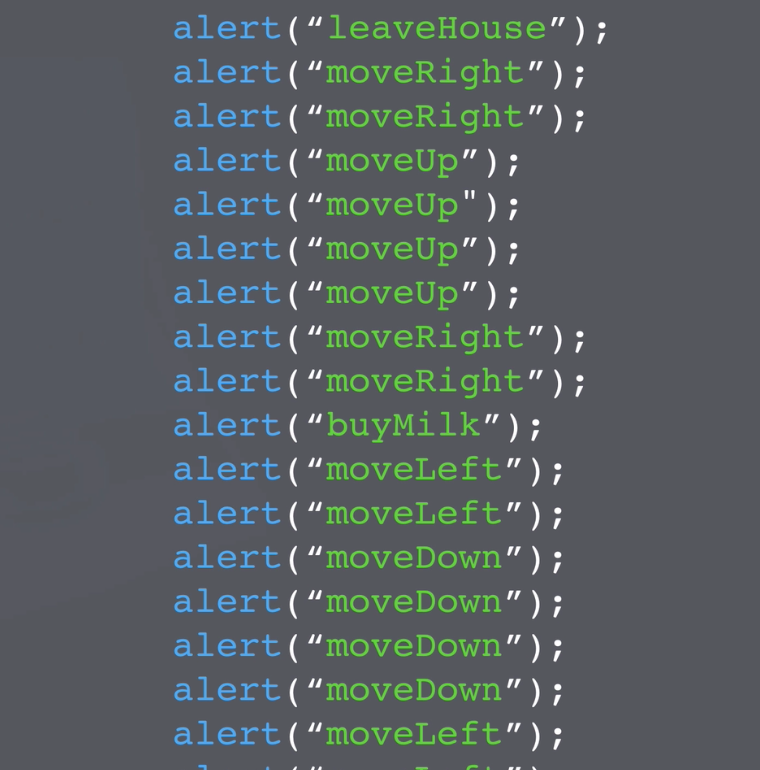 alert(“leaveHouse”);
alert(“moveRight”);
alert(“moveRight”);
alert(“moveUp”);
alert(“moveUp");
alert(“moveUp”);
alert(“moveUp”);
alert(“moveRight”);
alert(“moveRight”);
alert(“buyMilk”);
alert(“moveLeft”);
alert(“moveLeft”);
alert(“moveDown”);
alert(“moveDown”);
alert(“moveDown”);
alert(“moveDown”);
alert(“moveLeft”);